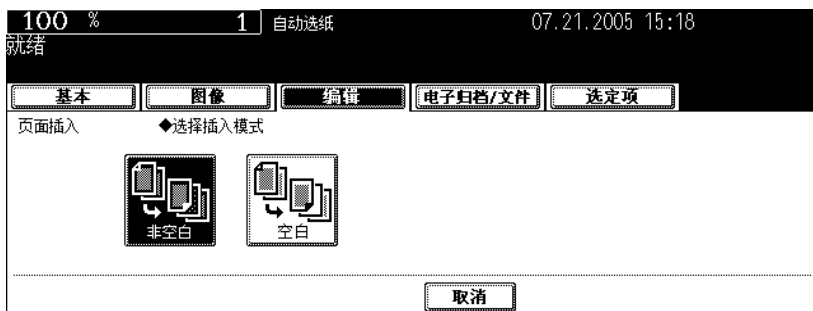 100 % 1 自动选纸 07.21.2005 15:18
就绪
基本 图像 编辑 电子归档/文件 选定项
页面插入 ◆选择插入模式
非空白 空白
取消